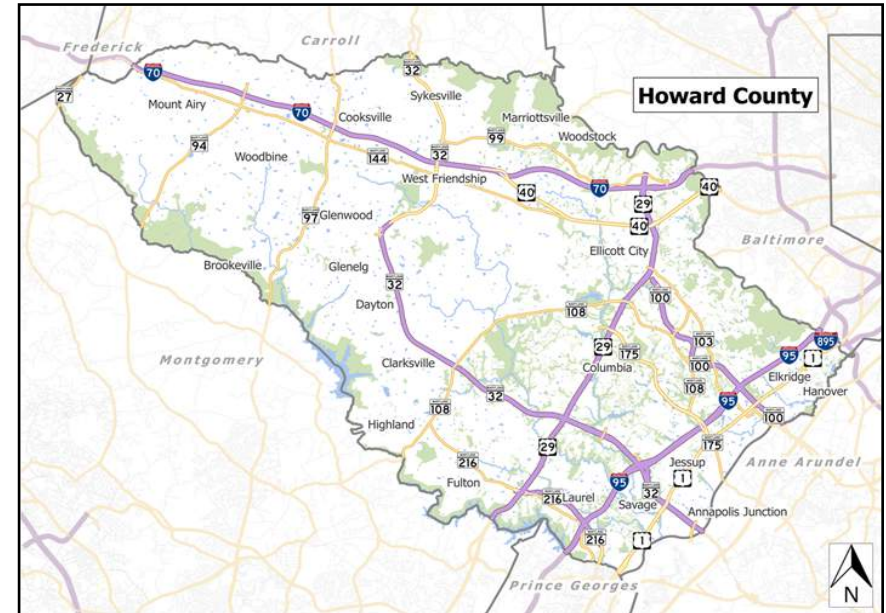 Carroll
Frederick
Howard County
32
70
27
Mount Airy
Sykesville
Marriottsville
70
Cooksville
99
Woodstock
94
144
32
Woodbine
West Friendship
40
70
40
29
97
Glenwood
40
Baltimore
Ellicott City
Brookeville
Glenelg
32
100
Dayton
108
895
103
29
175
95
1
Montgomery
Clarksville
100
Columbia
Elkridge
32
108
Hanover
95
108
100
Highland
29
175
216
Jessup
Anne Arundel
Fulton
95
1
32
216
Laurel
Savage
Annapolis Junction
216
1
Prince Georges
N